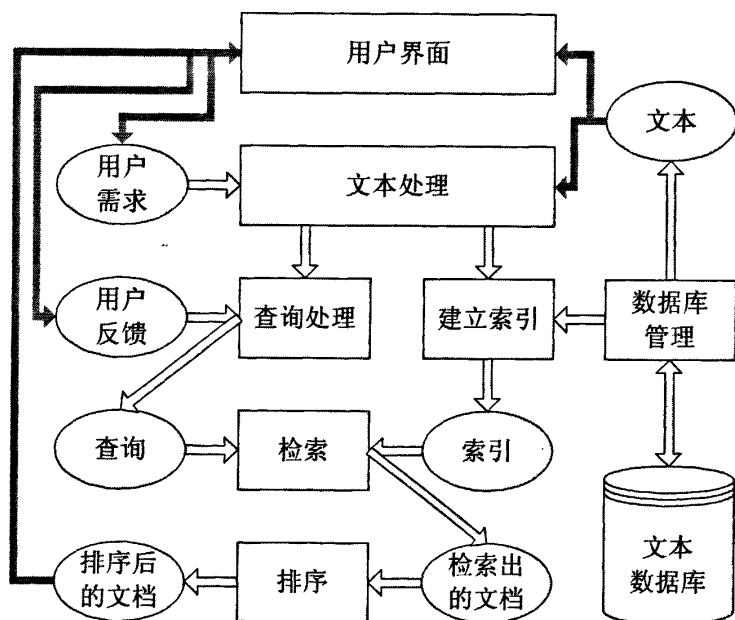 用户界面
文本
用户
需求
文本处理
用户
反馈
查询处理
建立索引
数据库
管理
查询
检索
索引
文本
数据库
排序后
的文档
排序
检索出
的文档